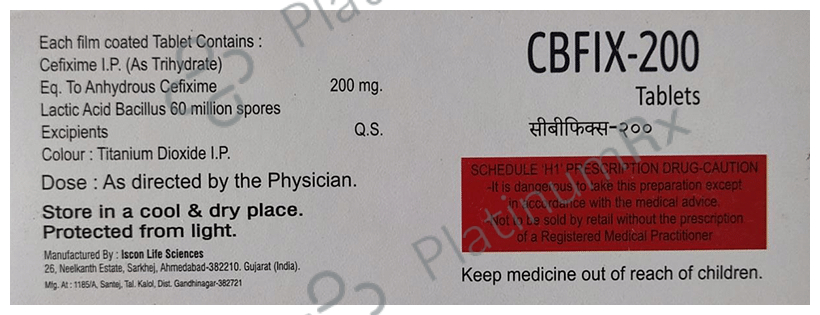 Each film coated Tablet Contains :
Cefixime I.P. (As Trihydrate)
Eq. To Anhydrous Cefixime 200 mg.
Lactic Acid Bacillus 60 million spores
Excipients Q.S.
Colour : Titanium Dioxide I.P.
Dose : As directed by the Physician.
Store in a cool & dry place.
Protected from light.
Manufactured By : Iscon Life Sciences
26, Neelkanth Estate, Sarkhej, Ahmedabad-382210. Gujarat (India).
Mfg. At : 1185/A, Santej, Tal. Kalol, Dist. Gandhinagar-382721
CBFIX-200
Tablets
सीबीफिक्स-२००
SCHEDULE 'H1' PRESCRIPTION DRUG-CAUTION
-It is dangerous to take this preparation except
in accordance with the medical advice.
Not to be sold by retail without the prescription
of a Registered Medical Practitioner
Keep medicine out of reach of children.
PlatinumRx